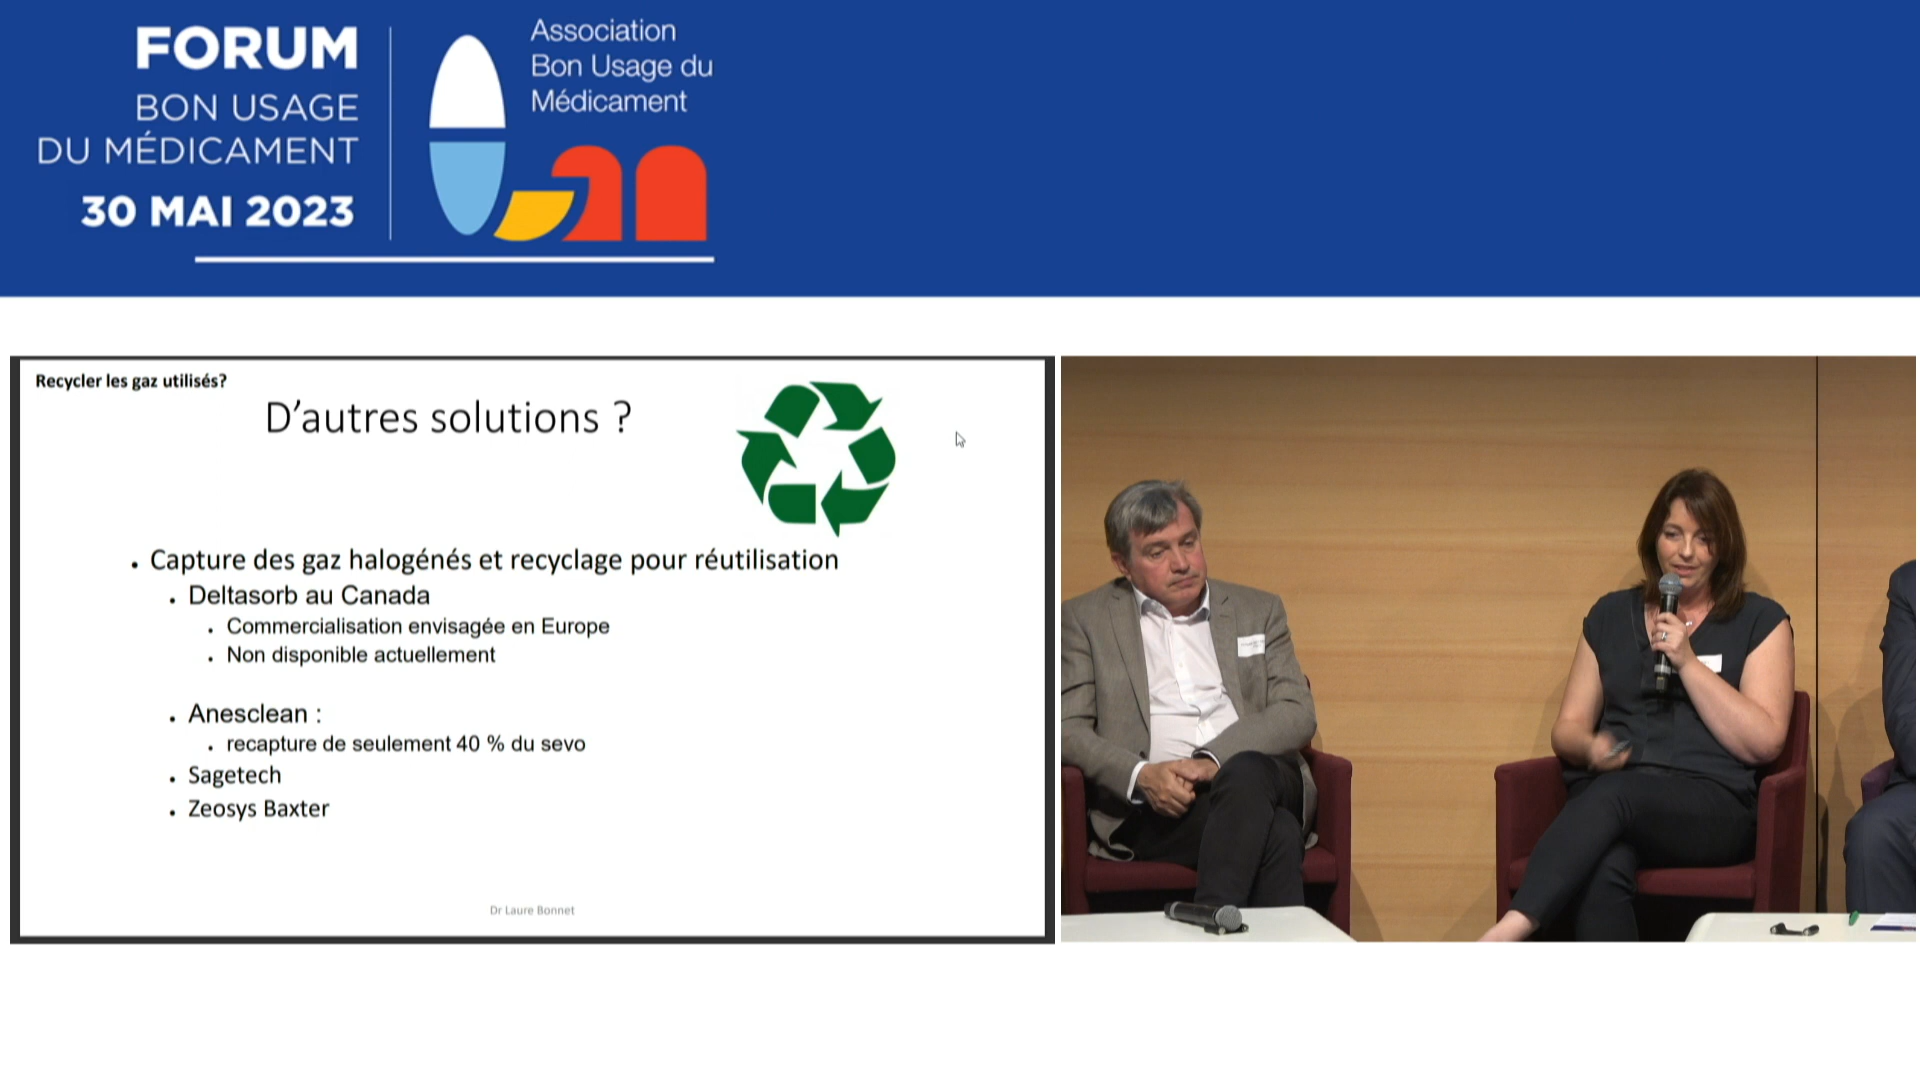 FORUM
BON USAGE
DU MÉDICAMENT
30 MAI 2023
Association
Bon Usage du
Médicament
Recycler les gaz utilisés?
D'autres solutions ?
• Capture des gaz halogénés et recyclage pour réutilisation
• Deltasorb au Canada
• Commercialisation envisagée en Europe
• Non disponible actuellement
• Anesclean :
• recapture de seulement 40 % du sevo
• Sagetech
• Zeosys Baxter
Dr Laure Bonnet